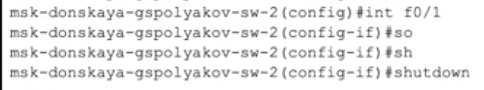 msk-donskaya-gspolyakov-sw-2(config)#int f0/1
msk-donskaya-gspolyakov-sw-2(config-if)#so
msk-donskaya-gspolyakov-sw-2(config-if)#sh
msk-donskaya-gspolyakov-sw-2(config-if)#shutdown